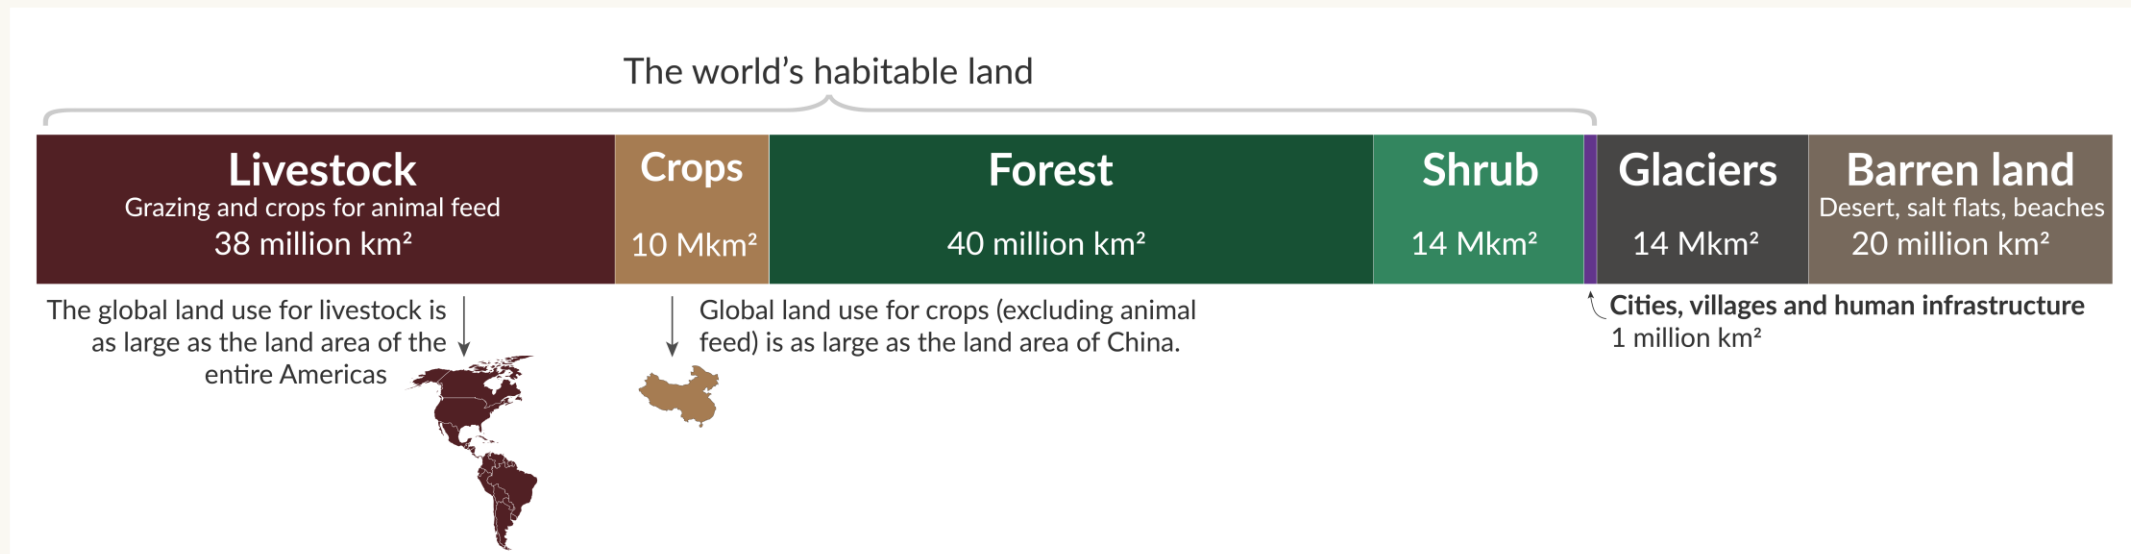 The world's habitable land
Livestock
Grazing and crops for animal feed
38 million km²
Crops
10 Mkm²
Forest
40 million km²
Shrub
14 Mkm²
Glaciers
14 Mkm²
Barren land
Desert, salt flats, beaches
20 million km²
The global land use for livestock is
as large as the land area of the
entire Americas
Global land use for crops (excluding animal
feed) is as large as the land area of China.
Cities, villages and human infrastructure
1 million km²